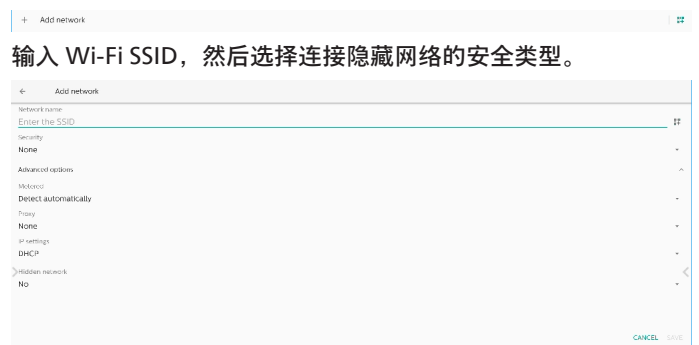 + Add network
输入 Wi-Fi SSID，然后选择连接隐藏网络的安全类型。
← Add network
Network name
Enter the SSID
Security
None
Advanced options
Metered
Detect automatically
Proxy
None
IP settings
DHCP
Hidden network
No
CANCEL SAVE